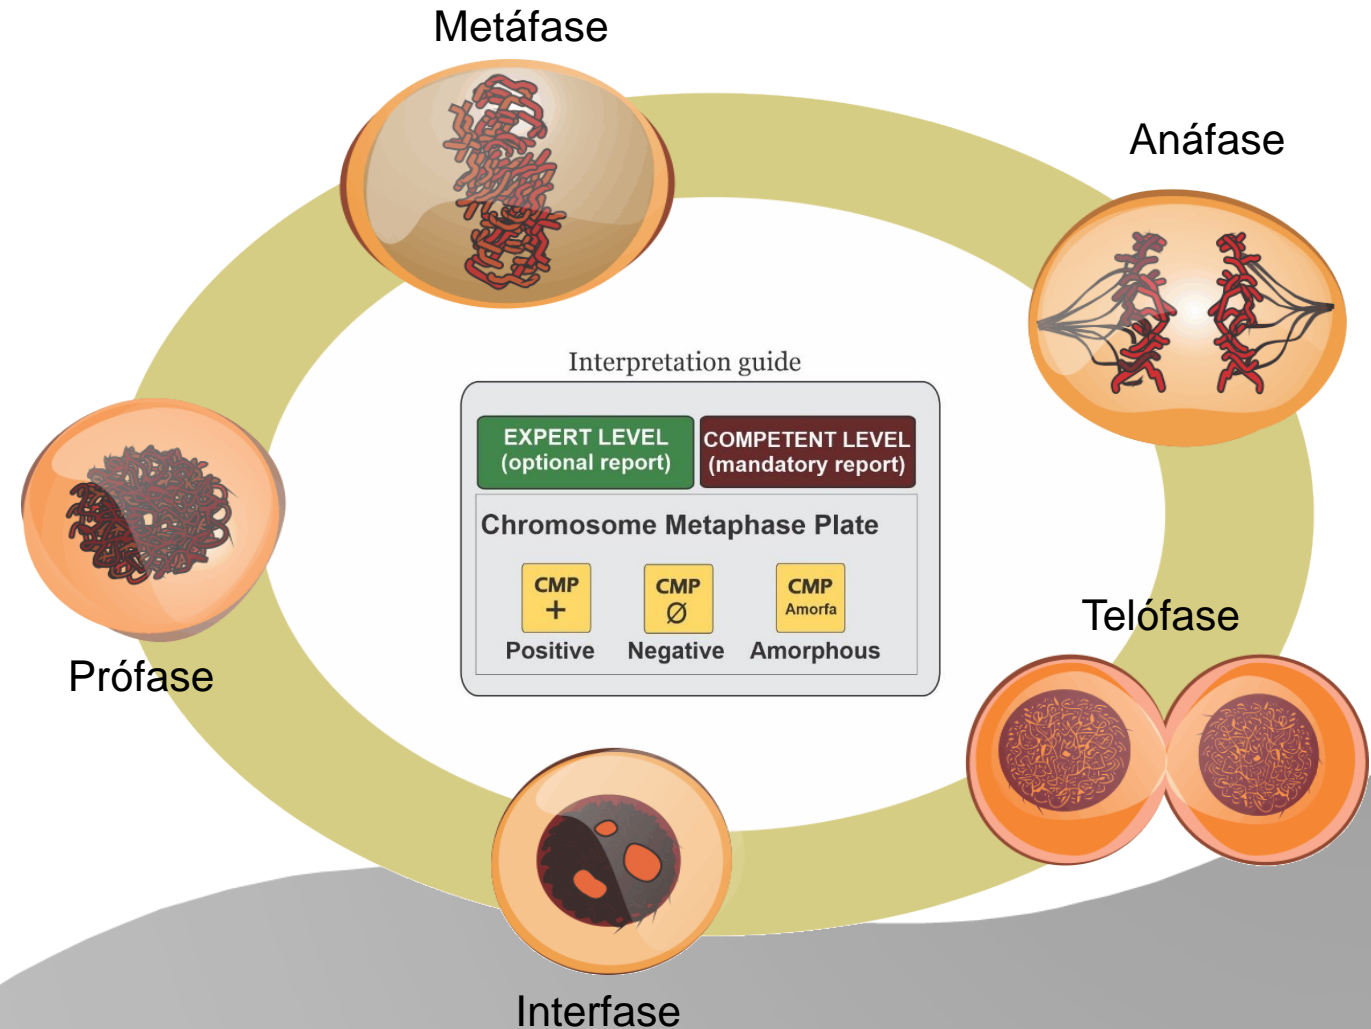 Metáfase
Anáfase
Interpretation guide
EXPERT LEVEL
(optional report)
COMPETENT LEVEL
(mandatory report)
Chromosome Metaphase Plate
CMP
+
Positive
CMP
Ø
Negative
CMP
Amorfa
Amorphous
Telófase
Prófase
Interfase